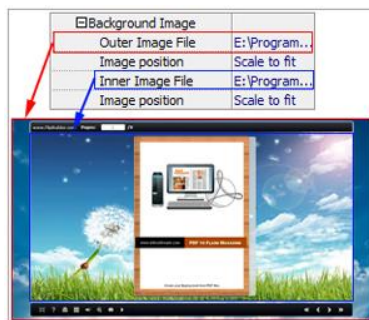 Background Image
Outer Image File E:\Program...
Image position Scale to fit
Inner Image File E:\Program...
Image position Scale to fit
Pages:
PDF TO FLASH MAGAZINE